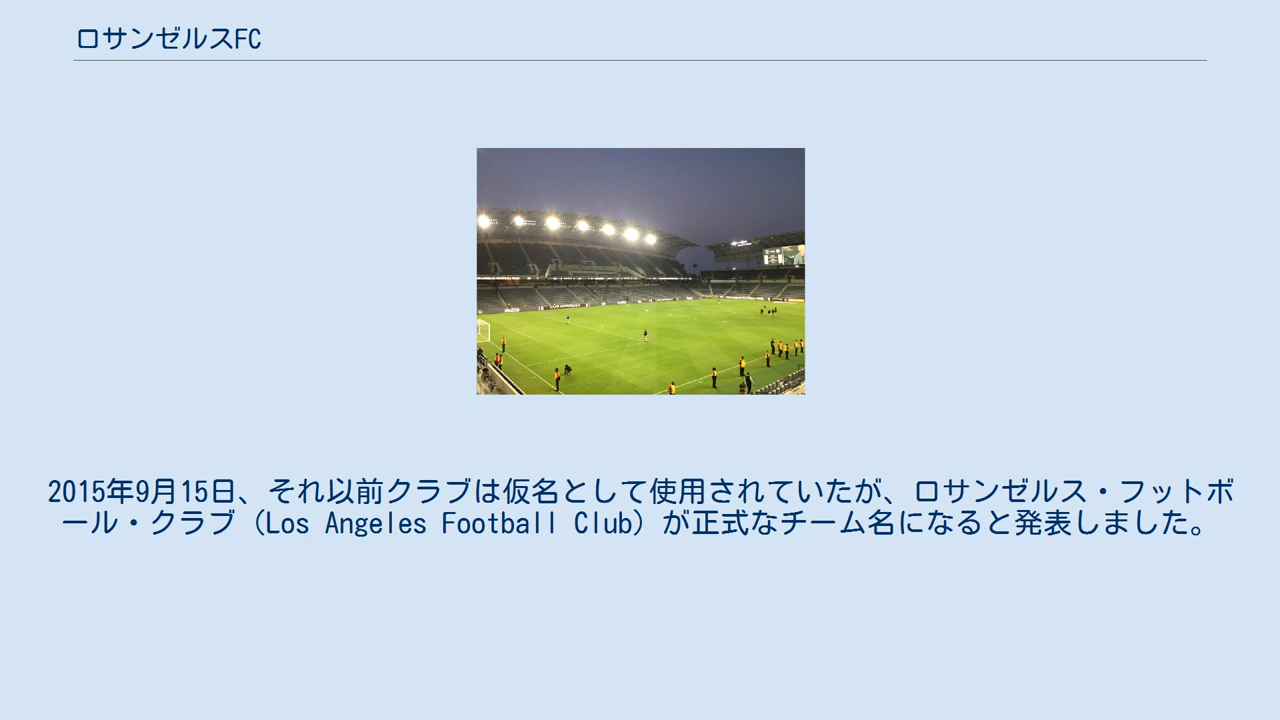 ロサンゼルスFC
2015年9月15日、それ以前クラブは仮名として使用されていたが、ロサンゼルス・フットボ
ール・クラブ（Los Angeles Football Club）が正式なチーム名になると発表しました。